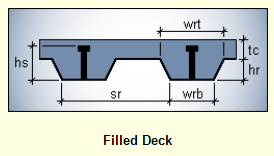 wrt
hs
tc
hr
sr
wrb
Filled Deck